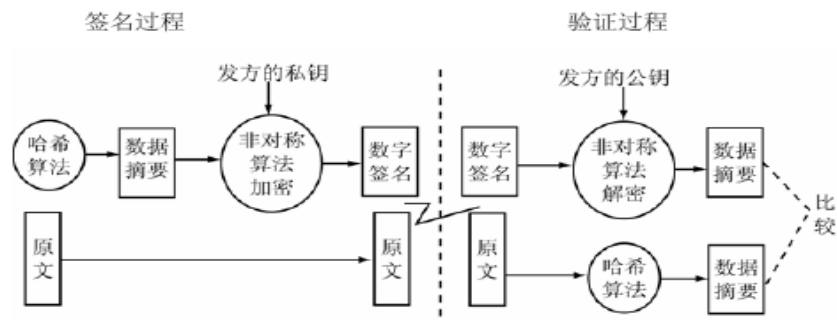 签名过程
验证过程
发方的私钥
发方的公钥
哈希
算法
数据
摘要
非对称
算法
加密
数字
签名
数字
签名
非对称
算法
解密
数据
摘要
比
较
原
文
原
文
原
文
哈希
算法
数据
摘要